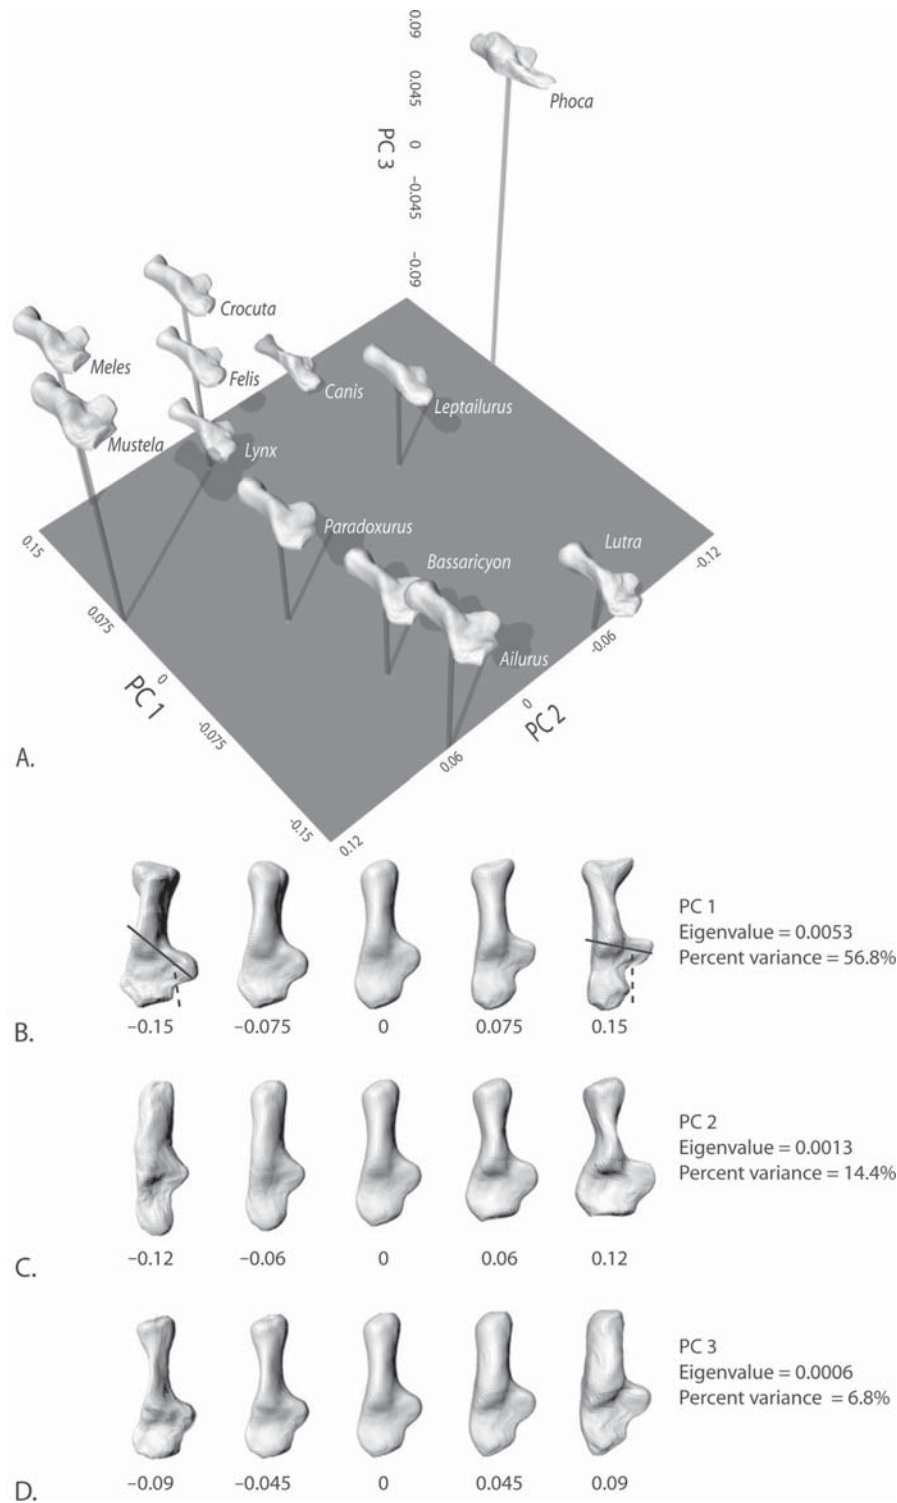 0.09
0.045
0
−0.045
−0.09
PC 3
Phoca
Crocuta
Meles
Felis
Canis
Leptailurus
Mustela
Lynx
Paradoxurus
Bassaricyon
Lutra
Ailurus
0.15
0.075
0
-0.075
-0.15
PC 1
-0.12
-0.06
0
0.06
0.12
PC 2
A.
PC 1
Eigenvalue = 0.0053
Percent variance = 56.8%
B.
−0.15 −0.075 0 0.075 0.15
PC 2
Eigenvalue = 0.0013
Percent variance = 14.4%
C.
−0.12 −0.06 0 0.06 0.12
PC 3
Eigenvalue = 0.0006
Percent variance = 6.8%
D.
−0.09 −0.045 0 0.045 0.09